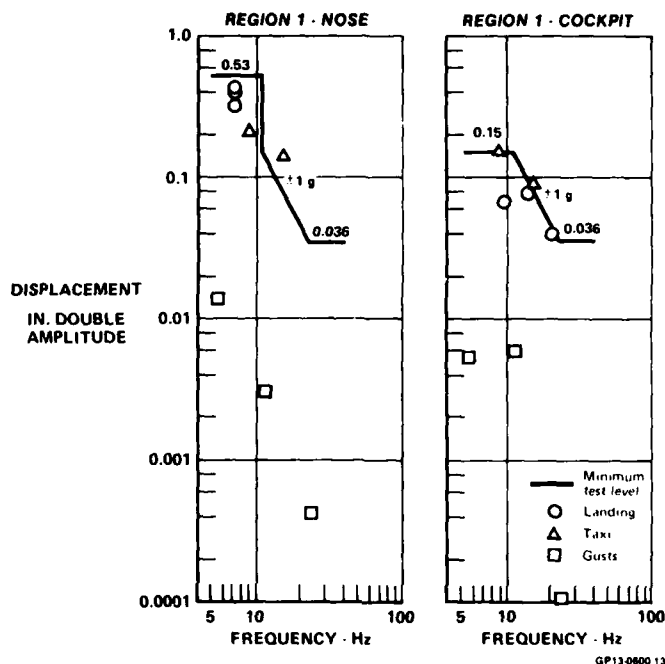 REGION 1 - NOSE
REGION 1 - COCKPIT
1.0
0.53
0.1
±1 g
0.036
0.01
0.001
0.0001
DISPLACEMENT
IN. DOUBLE
AMPLITUDE
0.15
±1 g
0.036
Minimum
test level
Landing
Taxi
Gusts
5 10 100
5 10 100
FREQUENCY - Hz
FREQUENCY - Hz
GP13-0600 13